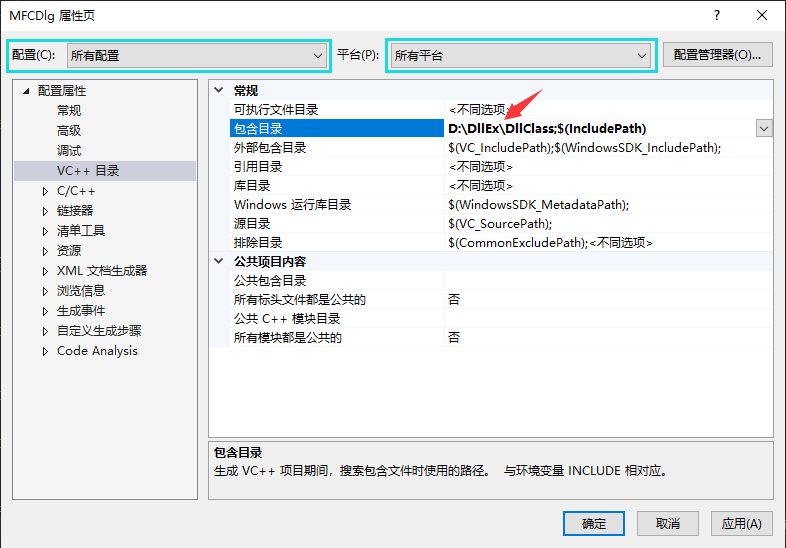 MFCDlg 属性页
配置(C): 所有配置 平台(P): 所有平台 配置管理器(O)...
配置属性
常规
高级
调试
VC++ 目录
C/C++
链接器
清单工具
资源
XML 文档生成器
浏览信息
生成事件
自定义生成步骤
Code Analysis
常规
可执行文件目录 <不同选项>
包含目录 D:\DllEx\DllClass;$(IncludePath)
外部包含目录 $(VC_IncludePath);$(WindowsSDK_IncludePath);
引用目录 <不同选项>
库目录 <不同选项>
Windows 运行库目录 $(WindowsSDK_MetadataPath);
源目录 $(VC_SourcePath);
排除目录 $(CommonExcludePath);<不同选项>
公共项目内容
公共包含目录
所有标头文件都是公共的 否
公共 C++ 模块目录
所有模块都是公共的 否
包含目录
生成 VC++ 项目期间，搜索包含文件时使用的路径。 与环境变量 INCLUDE 相对应。
确定 取消 应用(A)